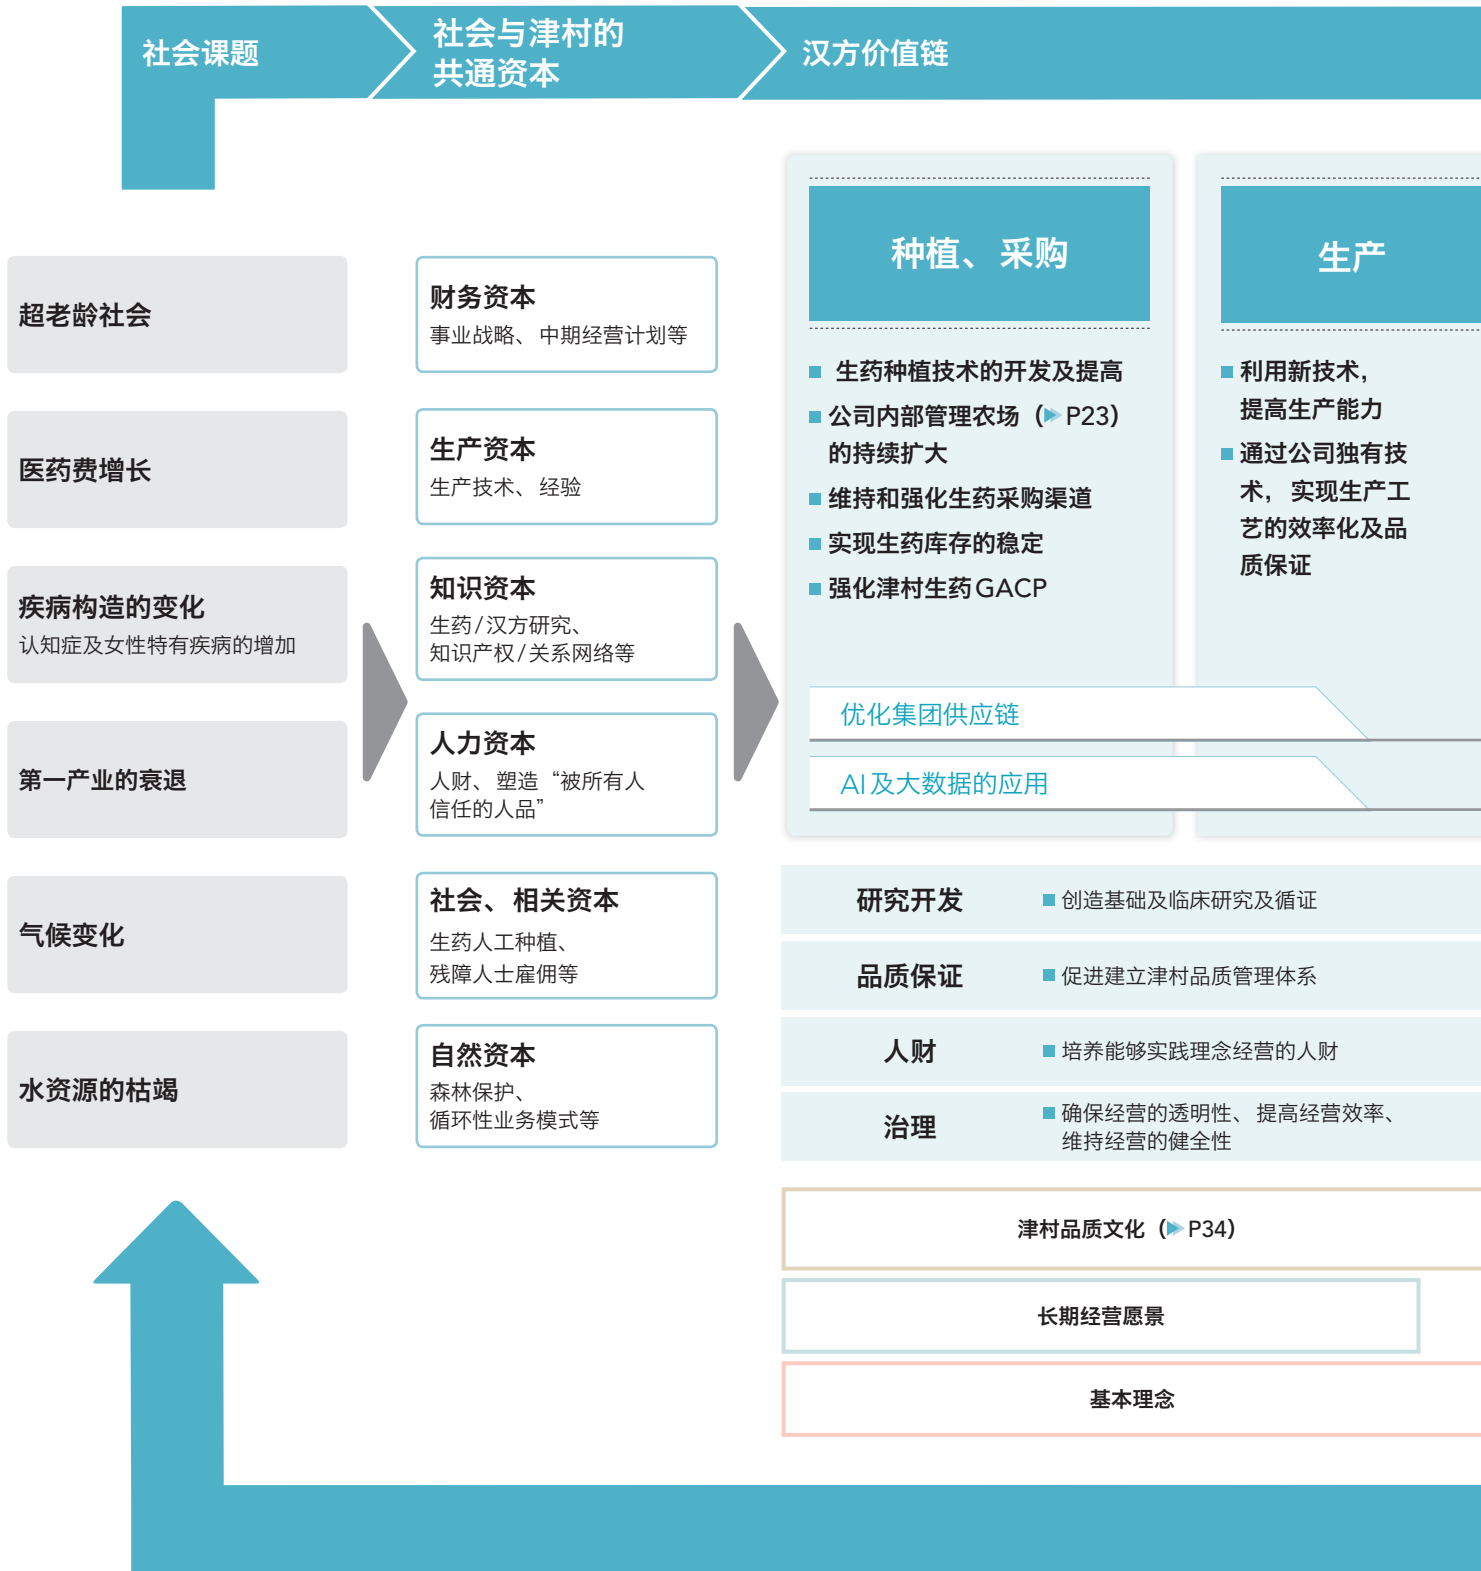 社会课题
社会与津村的
共通资本
汉方价值链
超老龄社会
医药费增长
疾病构造的变化
认知症及女性特有疾病的增加
第一产业的衰退
气候变化
水资源的枯竭
财务资本
事业战略、中期经营计划等
生产资本
生产技术、经验
知识资本
生药/汉方研究、
知识产权/关系网络等
人力资本
人财、塑造“被所有人
信任的人品”
社会、相关资本
生药人工种植、
残障人士雇佣等
自然资本
森林保护、
循环性业务模式等
种植、采购
生药种植技术的开发及提高
公司内部管理农场（P23）
的持续扩大
维持和强化生药采购渠道
实现生药库存的稳定
强化津村生药GACP
生产
利用新技术，
提高生产能力
通过公司独有技
术，实现生产工
艺的效率化及品
质保证
优化集团供应链
AI及大数据的应用
研究开发
创造基础及临床研究及循证
品质保证
促进建立津村品质管理体系
人财
培养能够实践理念经营的人财
治理
确保经营的透明性、提高经营效率、
维持经营的健全性
津村品质文化（P34）
长期经营愿景
基本理念